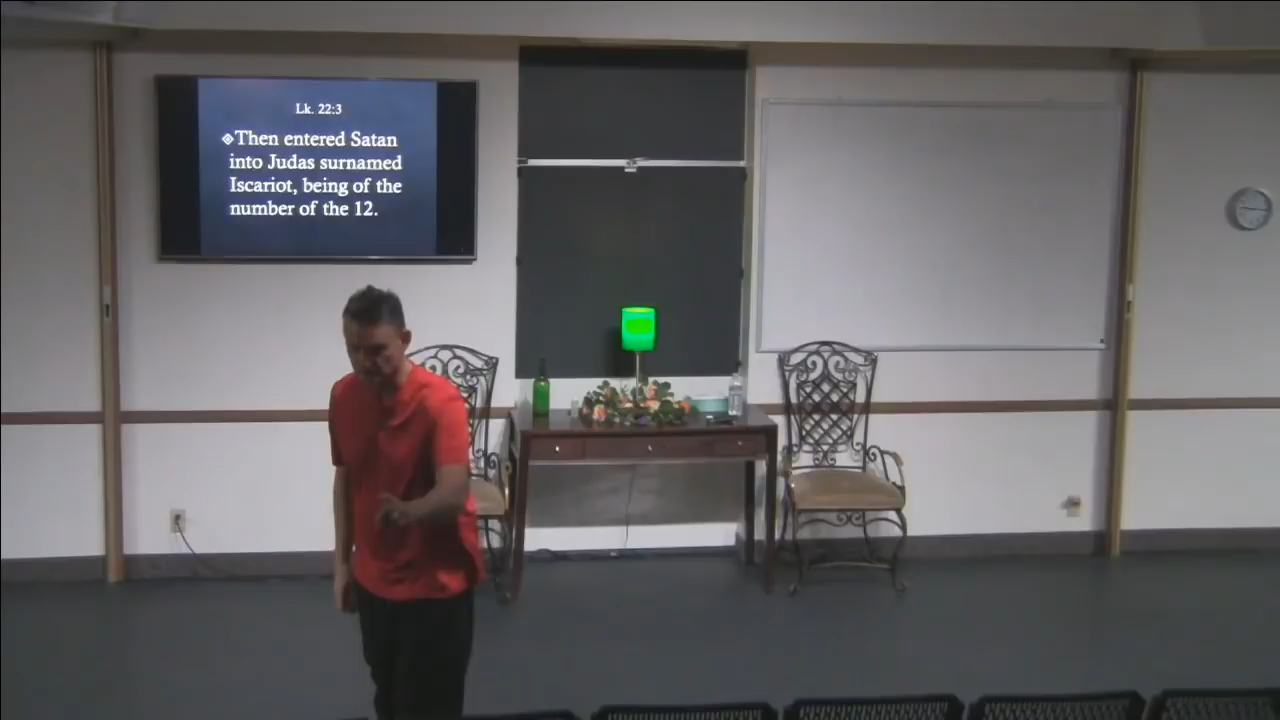 Lk. 22:3
Then entered Satan
into Judas surnamed
Iscariot, being of the
number of the 12.